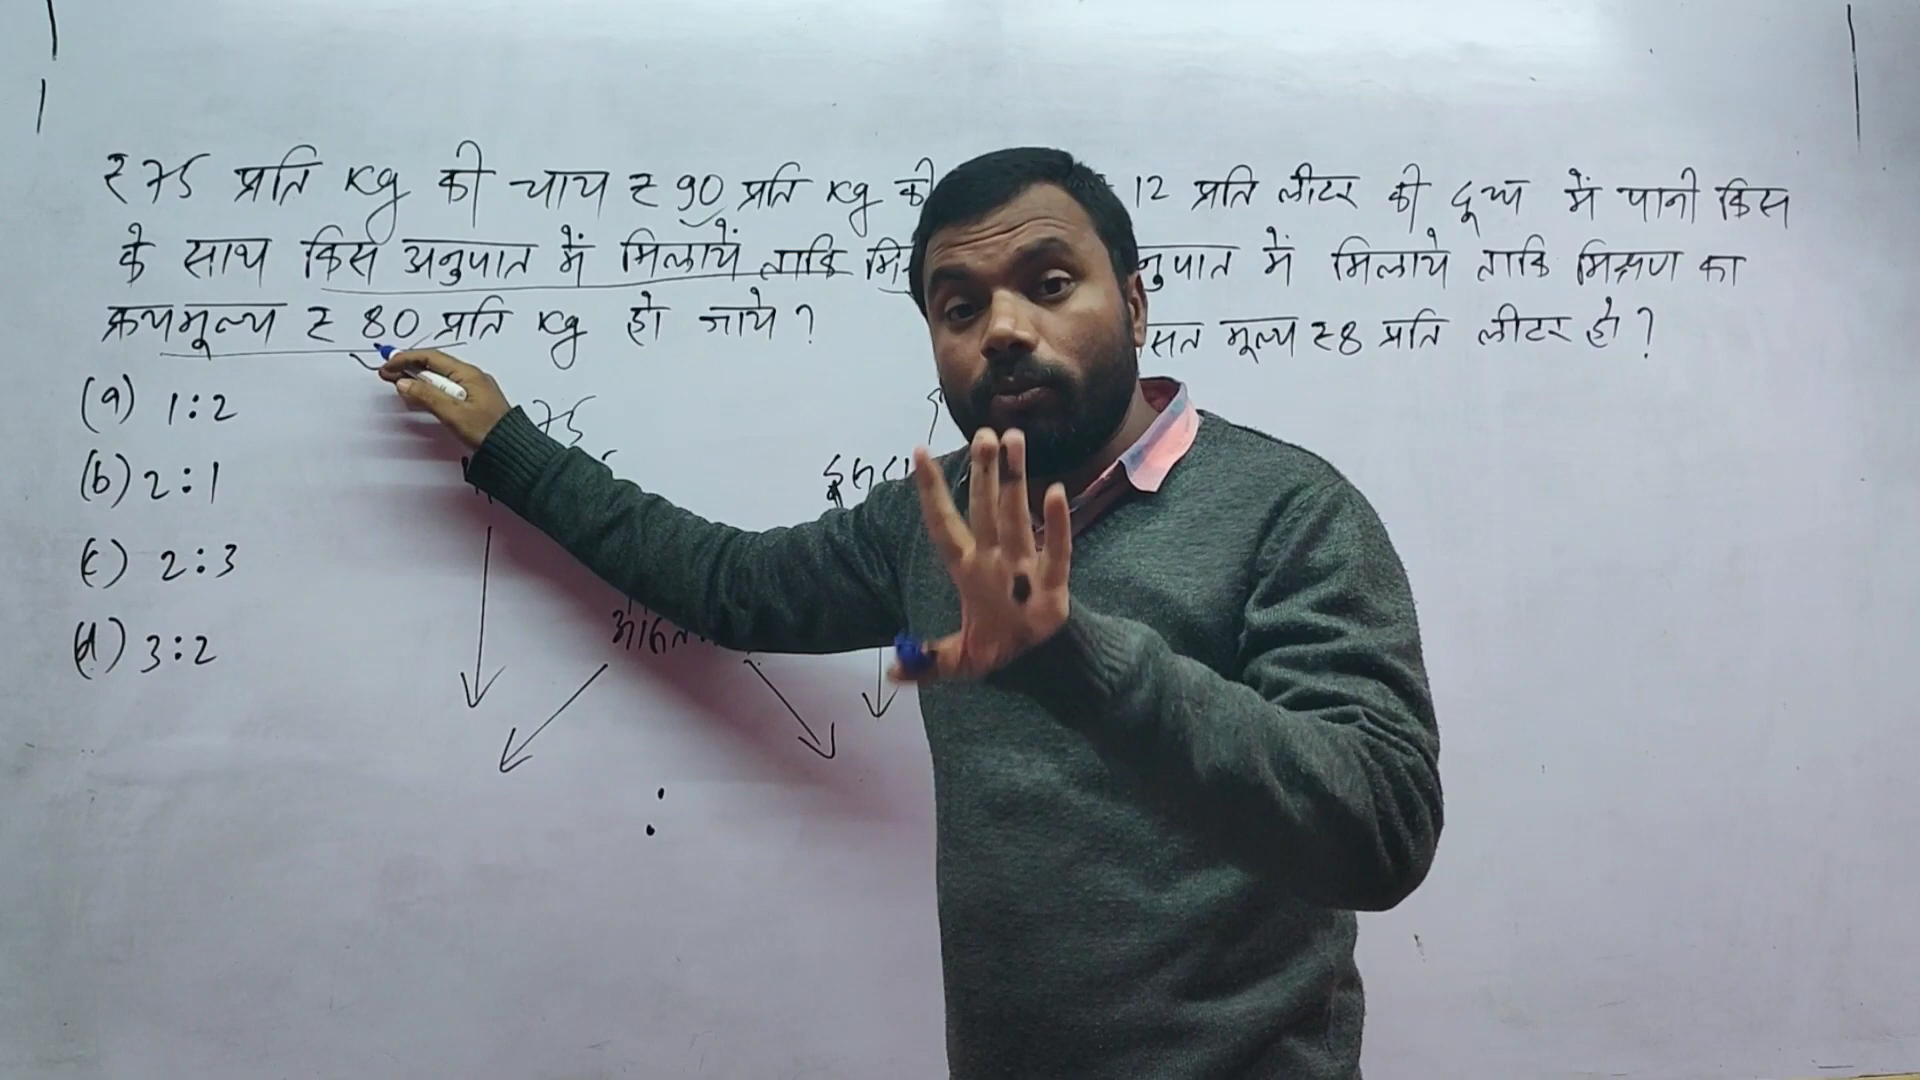 ₹75 प्रति Kg की चाय ₹90 प्रति Kg की
के साथ किस अनुपात में मिलायें ताकि
क्रयमूल्य ₹80 प्रति Kg हो जाये?
(a) 1:2
(b) 2:1
(c) 2:3
(d) 3:2
75
:
12 प्रति लीटर की दूध में पानी किस
में मिलाये ताकि मिश्रण का
मूल्य ₹8 प्रति लीटर हो?